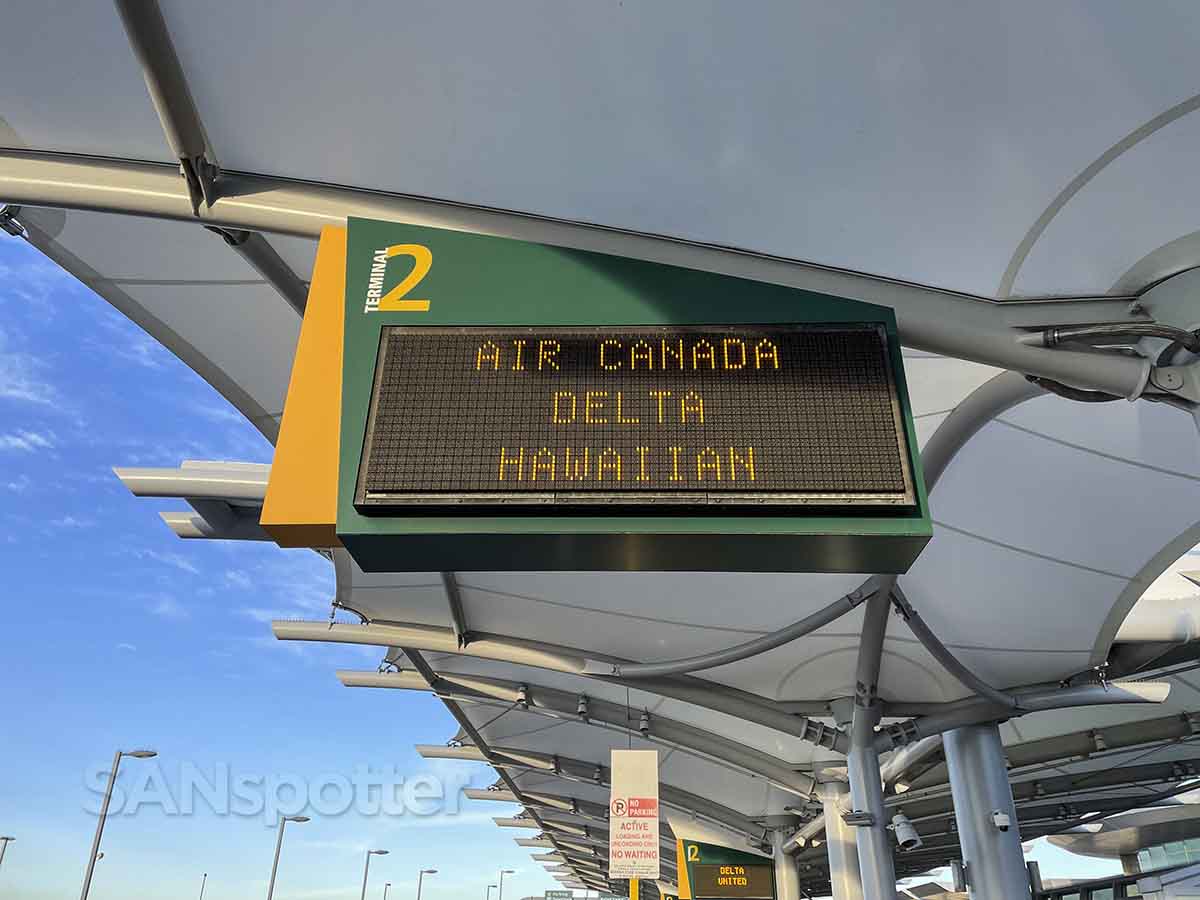 TERMINAL
2
AIR CANADA
DELTA
HAWAIIAN
SANspotter
NO
PARKING
ACTIVE
LOADING AND
UNLOADING ONLY
NO WAITING
2
DELTA
UNITED